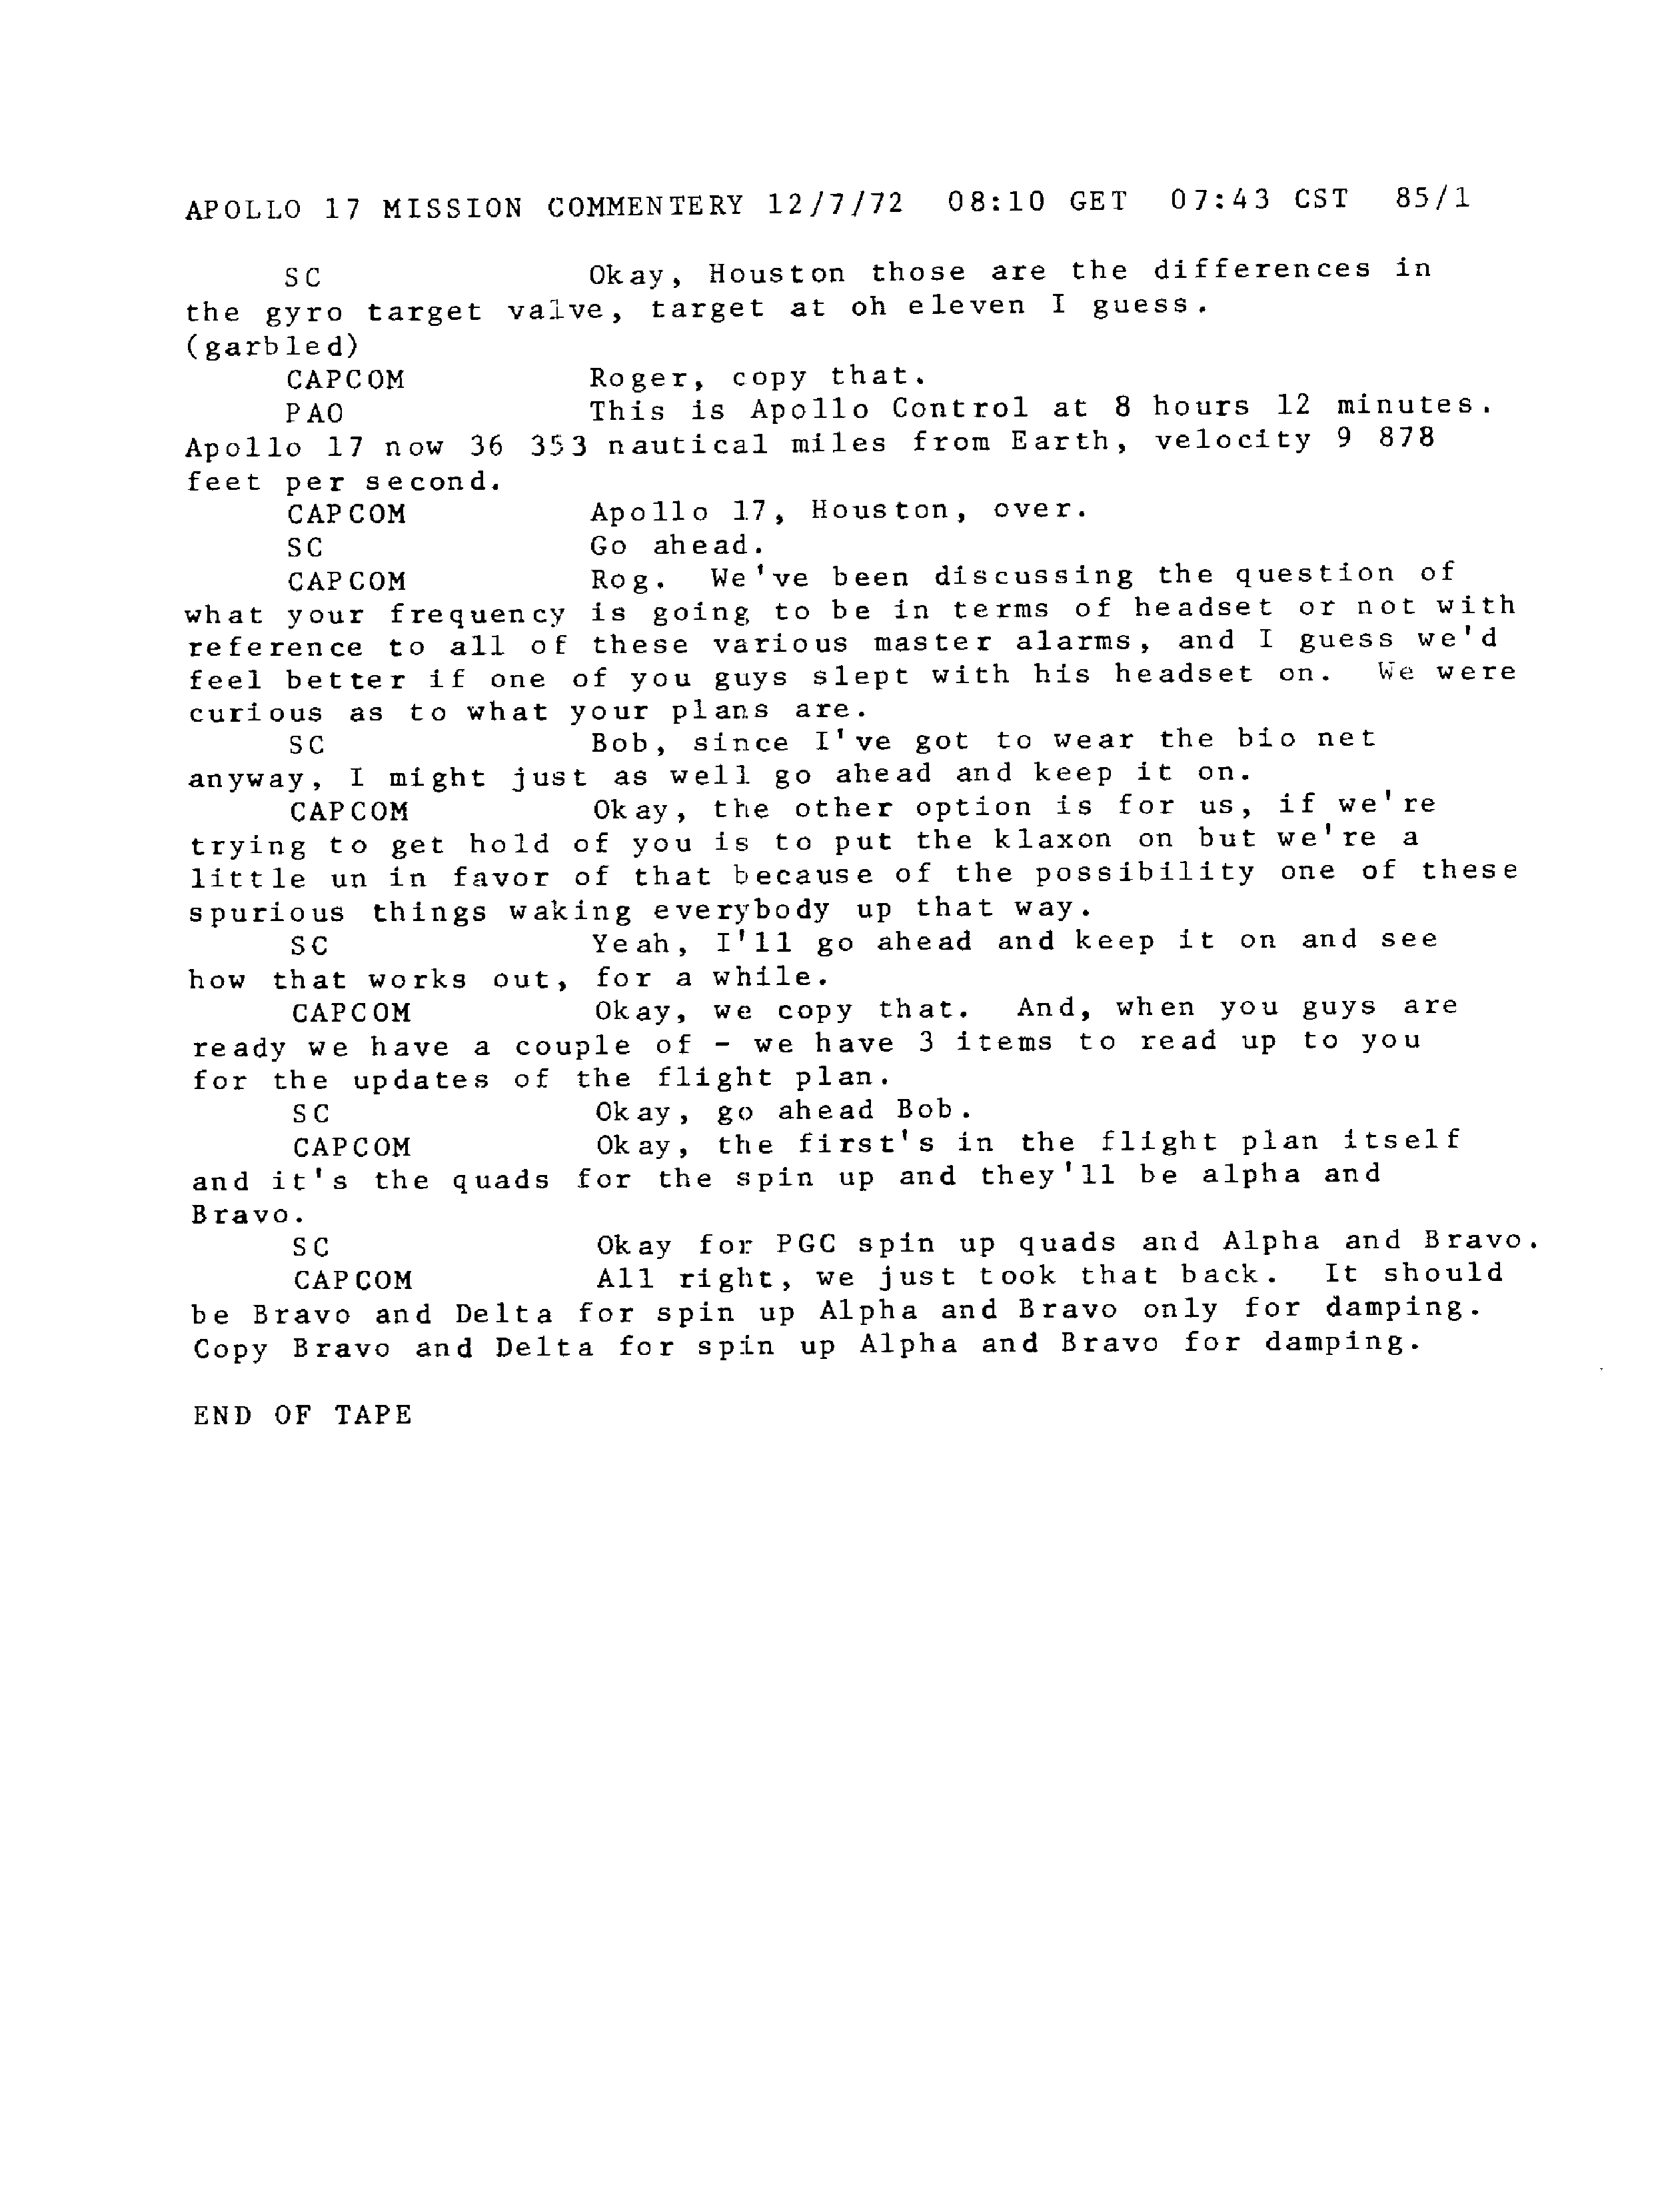 APOLLO 17 MISSION COMMENTERY 12/7/72 08:10 GET 07:43 CST 85/1
SC Okay, Houston those are the differences in
the gyro target valve, target at oh eleven I guess.
(garbled)
CAPCOM Roger, copy that.
PAO This is Apollo Control at 8 hours 12 minutes.
Apollo 17 now 36 353 nautical miles from Earth, velocity 9 878
feet per second.
CAPCOM Apollo 17, Houston, over.
SC Go ahead.
CAPCOM Rog. We've been discussing the question of
what your frequency is going to be in terms of headset or not with
reference to all of these various master alarms, and I guess we'd
feel better if one of you guys slept with his headset on. We were
curious as to what your plans are.
SC Bob, since I've got to wear the bio net
anyway, I might just as well go ahead and keep it on.
CAPCOM Okay, the other option is for us, if we're
trying to get hold of you is to put the klaxon on but we're a
little un in favor of that because of the possibility one of these
spurious things waking everybody up that way.
SC Yeah, I'll go ahead and keep it on and see
how that works out, for a while.
CAPCOM Okay, we copy that. And, when you guys are
ready we have a couple of - we have 3 items to read up to you
for the updates of the flight plan.
SC Okay, go ahead Bob.
CAPCOM Okay, the first's in the flight plan itself
and it's the quads for the spin up and they'll be alpha and
Bravo.
SC Okay for PGC spin up quads and Alpha and Bravo.
CAPCOM All right, we just took that back. It should
be Bravo and Delta for spin up Alpha and Bravo only for damping.
Copy Bravo and Delta for spin up Alpha and Bravo for damping.
END OF TAPE